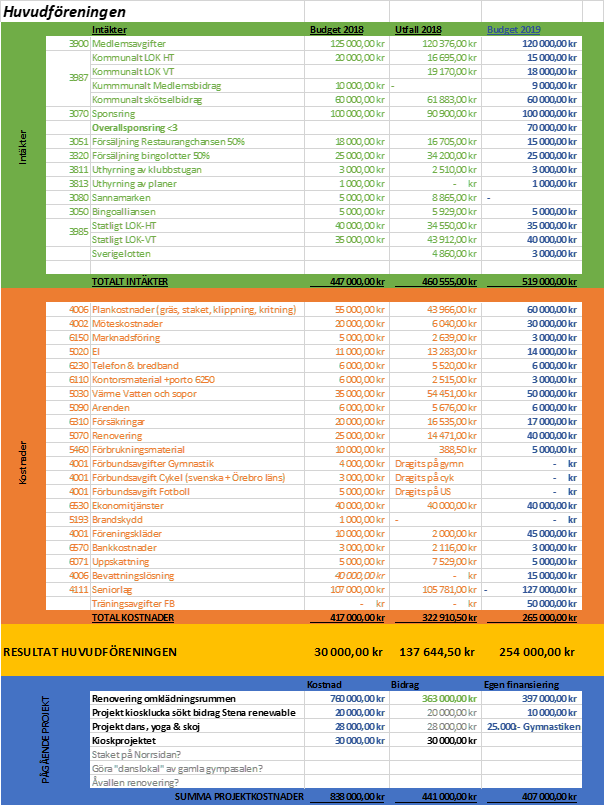 Huvudföreningen
Intäkter Budget 2018 Utfall 2018 Budget 2019
3900 Medlemsavgifter 125 000,00 kr 120 376,00 kr 120 000,00 kr
Kommunalt LOK HT 20 000,00 kr 16 695,00 kr 15 000,00 kr
3987
Kommunalt LOK VT 19 170,00 kr 18 000,00 kr
Kummmunalt Medlemsbidrag 10 000,00 kr - 9 000,00 kr
Kommunalt skötselbidrag 60 000,00 kr 61 883,00 kr 60 000,00 kr
3070 Sponsring 100 000,00 kr 90 900,00 kr 100 000,00 kr
Overallsponsring <3 70 000,00 kr
Intäkter
3051 Försäljning Restaurangchansen 50% 18 000,00 kr 16 705,00 kr 15 000,00 kr
3320 Försäljning bingolotter 50% 25 000,00 kr 34 200,00 kr 25 000,00 kr
3811 Uthyrning av klubbstugan 3 000,00 kr 2 510,00 kr 3 000,00 kr
3813 Uthyrning av planer 1 000,00 kr - kr 1 000,00 kr
3080 Sannamarken 5 000,00 kr 8 865,00 kr -
3050 Bingoalliansen 5 000,00 kr 5 929,00 kr 5 000,00 kr
3985
Statligt LOK-HT 40 000,00 kr 34 550,00 kr 35 000,00 kr
Statligt LOK-VT 35 000,00 kr 43 912,00 kr 40 000,00 kr
Sverigelotten 4 860,00 kr 3 000,00 kr
TOTALT INTÄKTER 447 000,00 kr 460 555,00 kr 519 000,00 kr
4006 Plankostnader (gräs, staket, klippning, kritning) 55 000,00 kr 43 966,00 kr 60 000,00 kr
4002 Möteskostnader 20 000,00 kr 6 040,00 kr 30 000,00 kr
6150 Marknadsföring 5 000,00 kr 2 639,00 kr 3 000,00 kr
5020 El 11 000,00 kr 13 283,00 kr 14 000,00 kr
6230 Telefon & bredband 6 000,00 kr 5 520,00 kr 6 000,00 kr
6110 Kontorsmaterial +porto 6250 6 000,00 kr 2 515,00 kr 3 000,00 kr
5030 Värme Vatten och sopor 35 000,00 kr 54 451,00 kr 50 000,00 kr
5090 Arenden 6 000,00 kr 5 676,00 kr 6 000,00 kr
6310 Försäkringar 20 000,00 kr 16 535,00 kr 17 000,00 kr
5070 Renovering 25 000,00 kr 14 471,00 kr 40 000,00 kr
Kostnader
5460 Förbrukningsmaterial 10 000,00 kr 388,50 kr 5 000,00 kr
4001 Förbundsavgifter Gymnastik 4 000,00 kr Dragits på gymn - kr
4001 Förbundsavgift Cykel (svenska + Örebro läns) 3 000,00 kr Dragits på cyk - kr
4001 Förbundsavgift Fotboll 5 000,00 kr Dragits på US - kr
6530 Ekonomitjänster 40 000,00 kr 40 000,00 kr 40 000,00 kr
5193 Brandskydd 1 000,00 kr - - kr
4001 Föreningskläder 10 000,00 kr 2 000,00 kr 45 000,00 kr
6570 Bankkostnader 3 000,00 kr 2 116,00 kr 3 000,00 kr
6071 Uppskattning 5 000,00 kr 7 529,00 kr 5 000,00 kr
4006 Bevattningslösning 40 000,00 kr - kr 15 000,00 kr
4111 Seniorlag 107 000,00 kr 105 781,00 kr - 127 000,00 kr
Träningsavgifter FB - kr - kr 50 000,00 kr
TOTAL KOSTNADER 417 000,00 kr 322 910,50 kr 265 000,00 kr
RESULTAT HUVUDFÖRENINGEN 30 000,00 kr 137 644,50 kr 254 000,00 kr
Kostnad Bidrag Egen finansiering
PÅGÅENDE PROJEKT
Renovering omklädningsrummen 760 000,00 kr 363 000,00 kr 397 000,00 kr
Projekt kiosklucka sökt bidrag Stena renewable 20 000,00 kr 20 000,00 kr 10 000,00 kr
Projekt dans, yoga & skoj 28 000,00 kr 28 000,00 kr 25.000:- Gymnastiken
Kioskprojektet 30 000,00 kr 30 000,00 kr
Staket på Norrsidan?
Göra "danslokal" av gamla gympasalen?
Åvallen renovering?
SUMMA PROJEKTKOSTNADER 838 000,00 kr 441 000,00 kr 407 000,00 kr